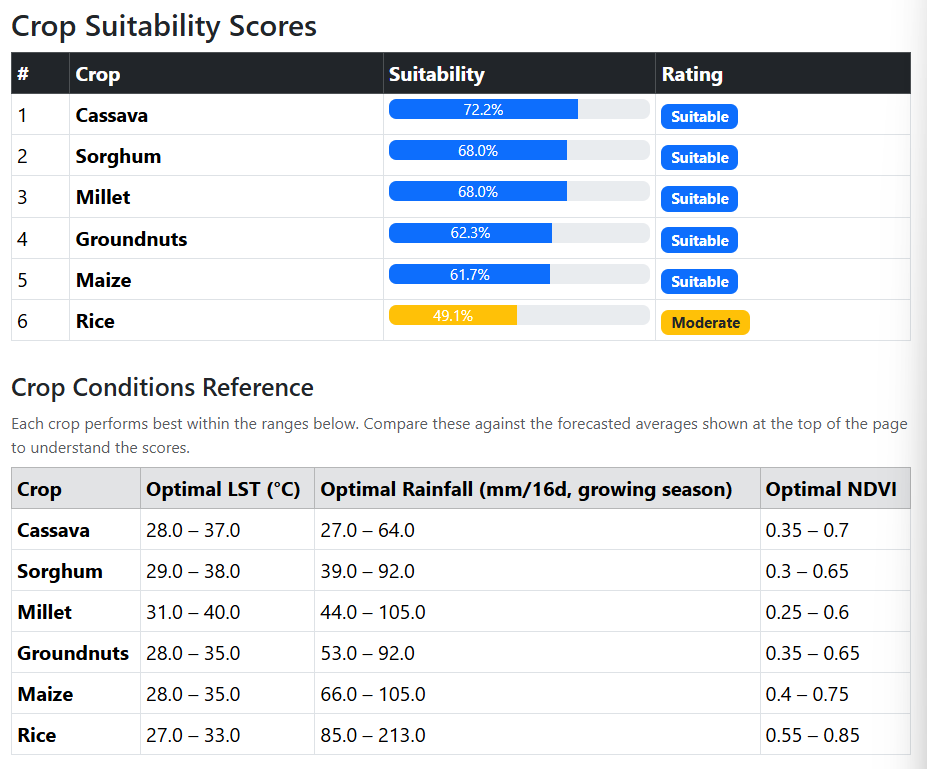 Crop Suitability Scores
# Crop Suitability Rating
1 Cassava 72.2% Suitable
2 Sorghum 68.0% Suitable
3 Millet 68.0% Suitable
4 Groundnuts 62.3% Suitable
5 Maize 61.7% Suitable
6 Rice 49.1% Moderate
Crop Conditions Reference
Each crop performs best within the ranges below. Compare these against the forecasted averages shown at the top of the page
to understand the scores.
Crop Optimal LST (°C) Optimal Rainfall (mm/16d, growing season) Optimal NDVI
Cassava 28.0 – 37.0 27.0 – 64.0 0.35 – 0.7
Sorghum 29.0 – 38.0 39.0 – 92.0 0.3 – 0.65
Millet 31.0 – 40.0 44.0 – 105.0 0.25 – 0.6
Groundnuts 28.0 – 35.0 53.0 – 92.0 0.35 – 0.65
Maize 28.0 – 35.0 66.0 – 105.0 0.4 – 0.75
Rice 27.0 – 33.0 85.0 – 213.0 0.55 – 0.85